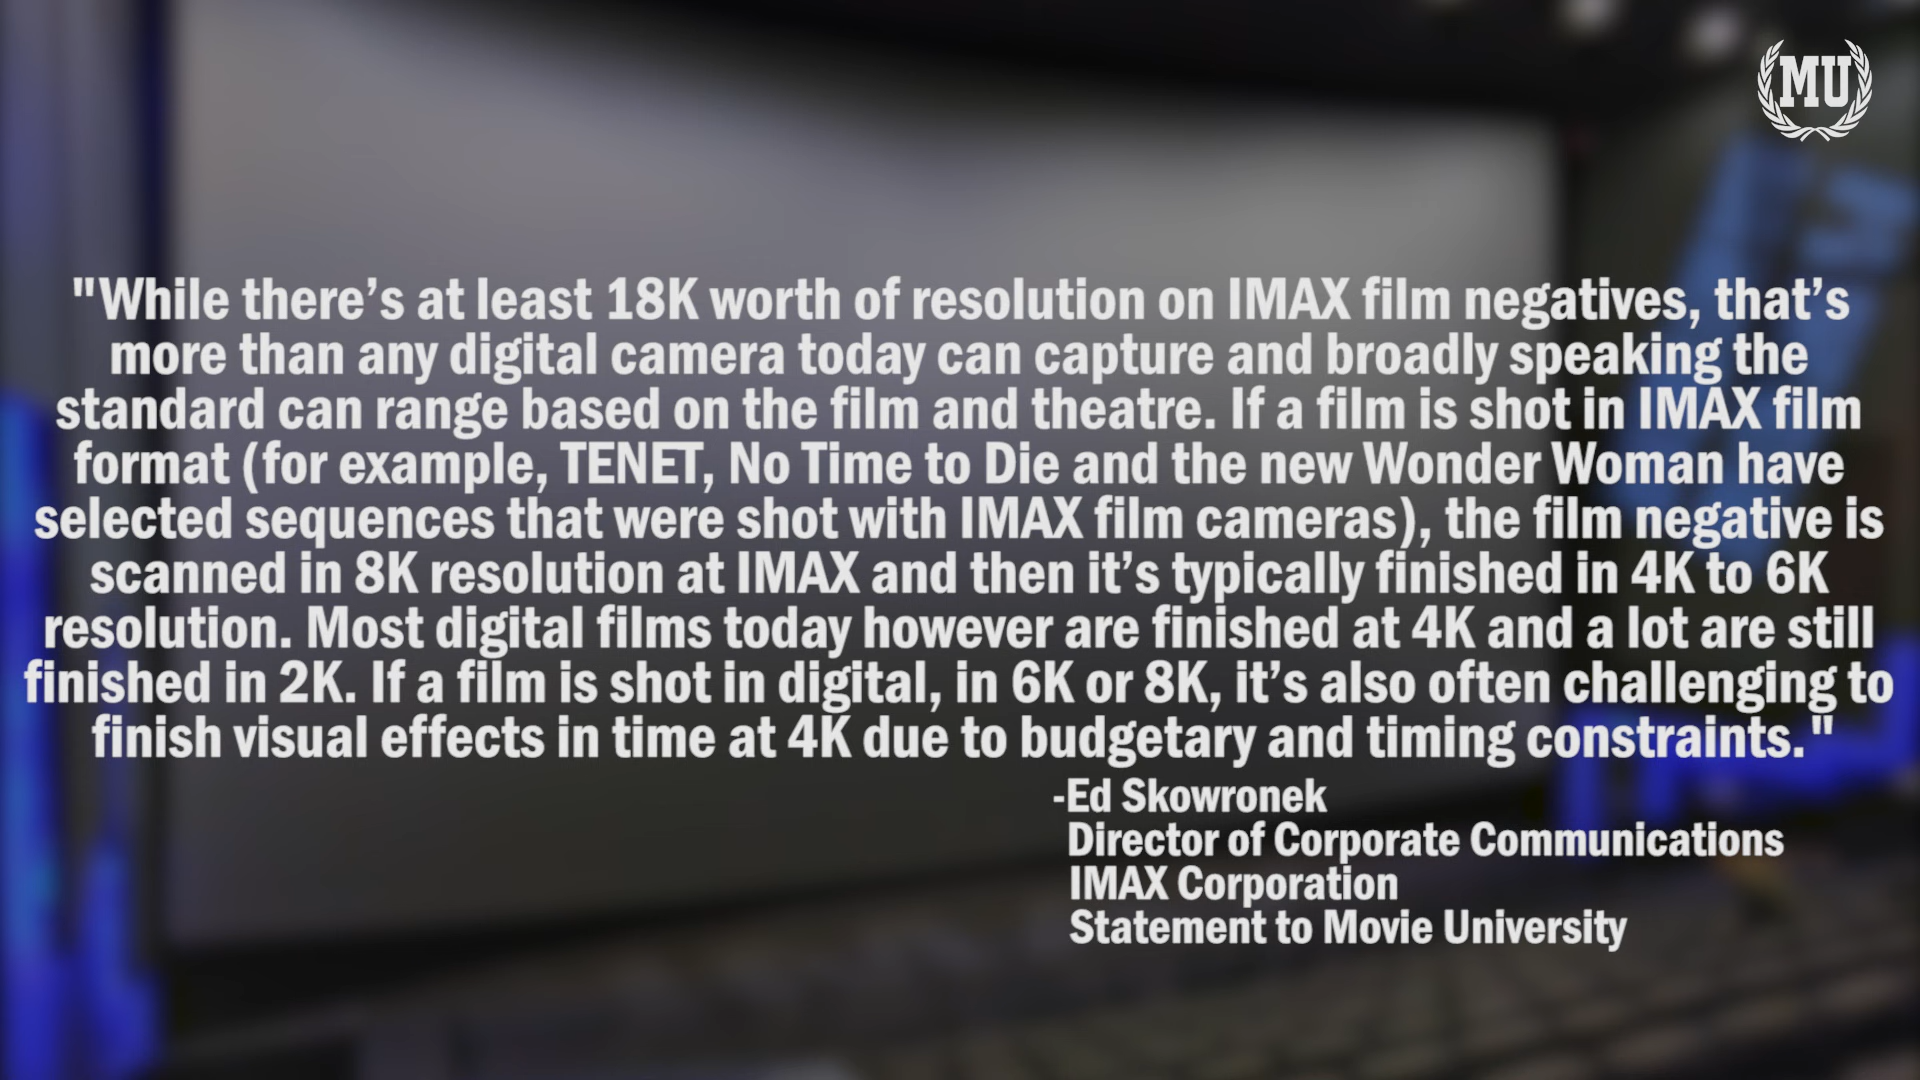 MU
"While there’s at least 18K worth of resolution on IMAX film negatives, that’s
more than any digital camera today can capture and broadly speaking the
standard can range based on the film and theatre. If a film is shot in IMAX film
format (for example, TENET, No Time to Die and the new Wonder Woman have
selected sequences that were shot with IMAX film cameras), the film negative is
scanned in 8K resolution at IMAX and then it’s typically finished in 4K to 6K
resolution. Most digital films today however are finished at 4K and a lot are still
finished in 2K. If a film is shot in digital, in 6K or 8K, it’s also often challenging to
finish visual effects in time at 4K due to budgetary and timing constraints."
-Ed Skowronek
Director of Corporate Communications
IMAX Corporation
Statement to Movie University